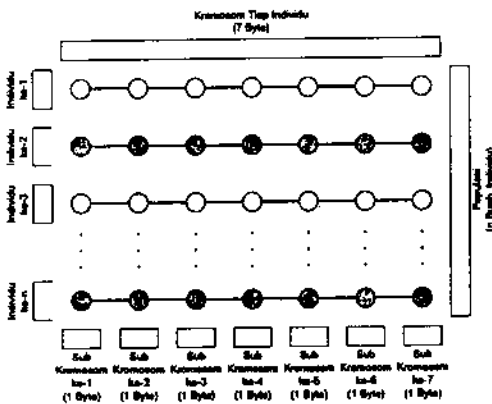 Kromosom Tiap Individu
(7 Byte)
Individu
ke-1
Individu
ke-2
Individu
ke-3
Individu
ke-n
Populasi
(n Buah Individu)
Sub
Kromosom
ke-1
(1 Byte)
Sub
Kromosom
ke-2
(1 Byte)
Sub
Kromosom
ke-3
(1 Byte)
Sub
Kromosom
ke-4
(1 Byte)
Sub
Kromosom
ke-5
(1 Byte)
Sub
Kromosom
ke-6
(1 Byte)
Sub
Kromosom
ke-7
(1 Byte)